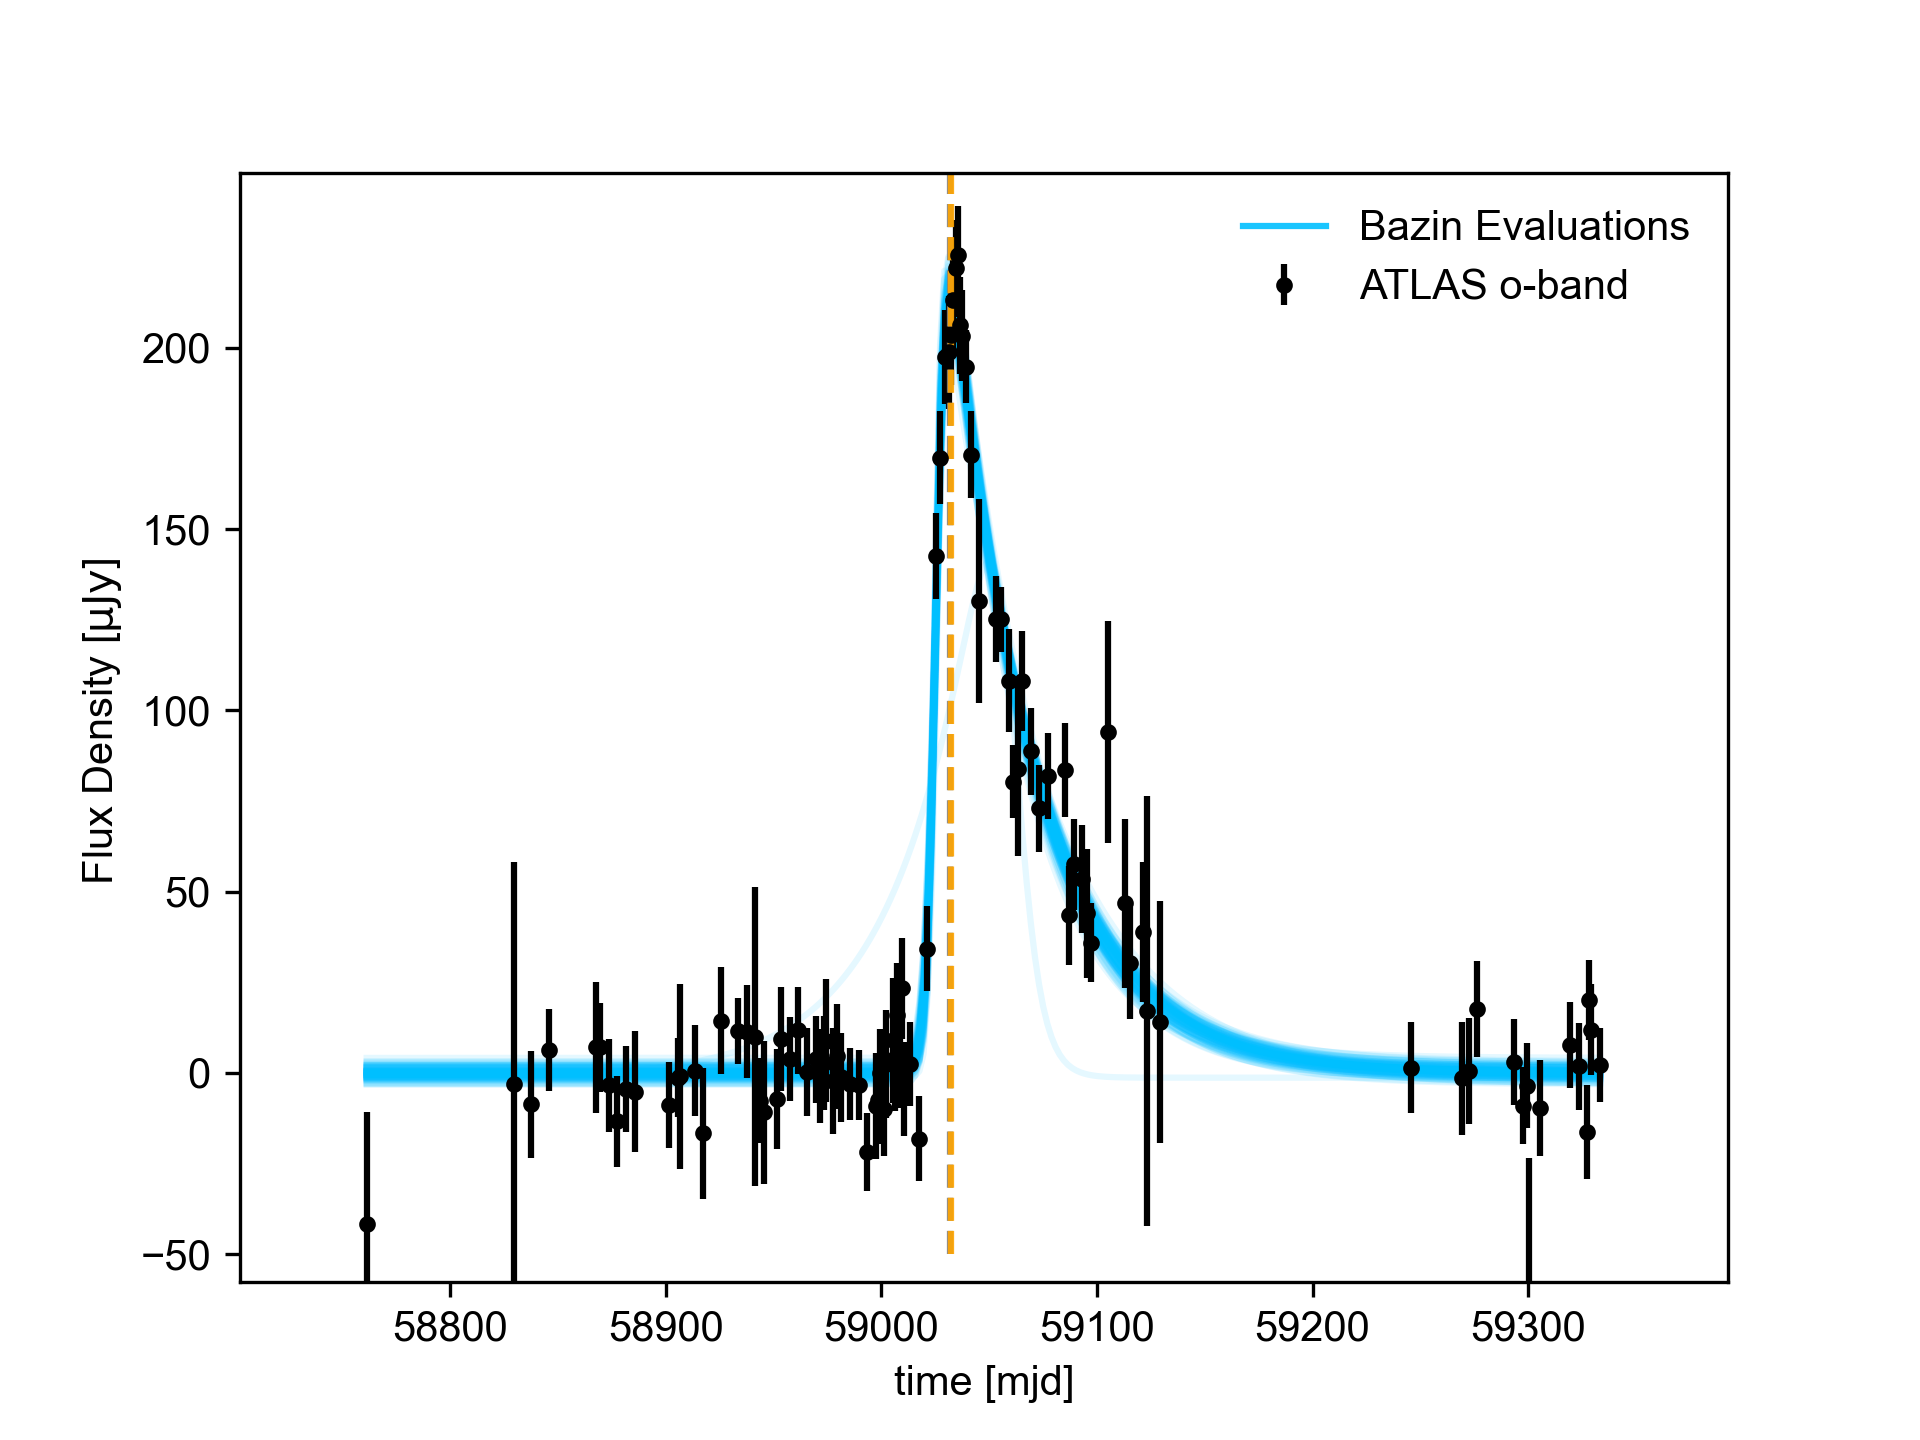 Bazin Evaluations
ATLAS o-band
200
150
100
50
0
−50
Flux Density [µJy]
58800 58900 59000 59100 59200 59300
time [mjd]